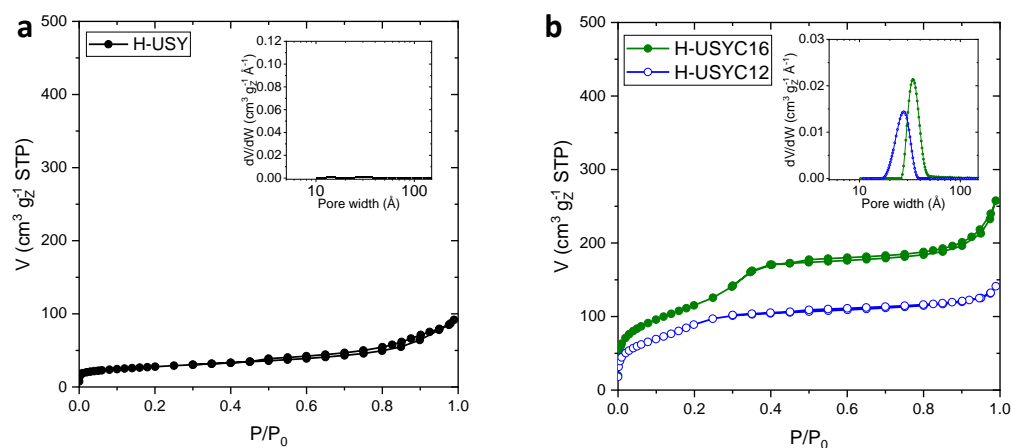 a
H-USY
V (cm³ g_Z⁻¹ STP)
500
400
300
200
100
0
0.0 0.2 0.4 0.6 0.8 1.0
P/P₀
dV/dW (cm³ g_Z⁻¹ Å⁻¹)
0.12
0.10
0.08
0.06
0.04
0.02
0.00
10 100
Pore width (Å)
b
H-USYC16
H-USYC12
V (cm³ g_Z⁻¹ STP)
500
400
300
200
100
0
0.0 0.2 0.4 0.6 0.8 1.0
P/P₀
dV/dW (cm³ g_Z⁻¹ Å⁻¹)
0.03
0.02
0.01
0.00
10 100
Pore width (Å)